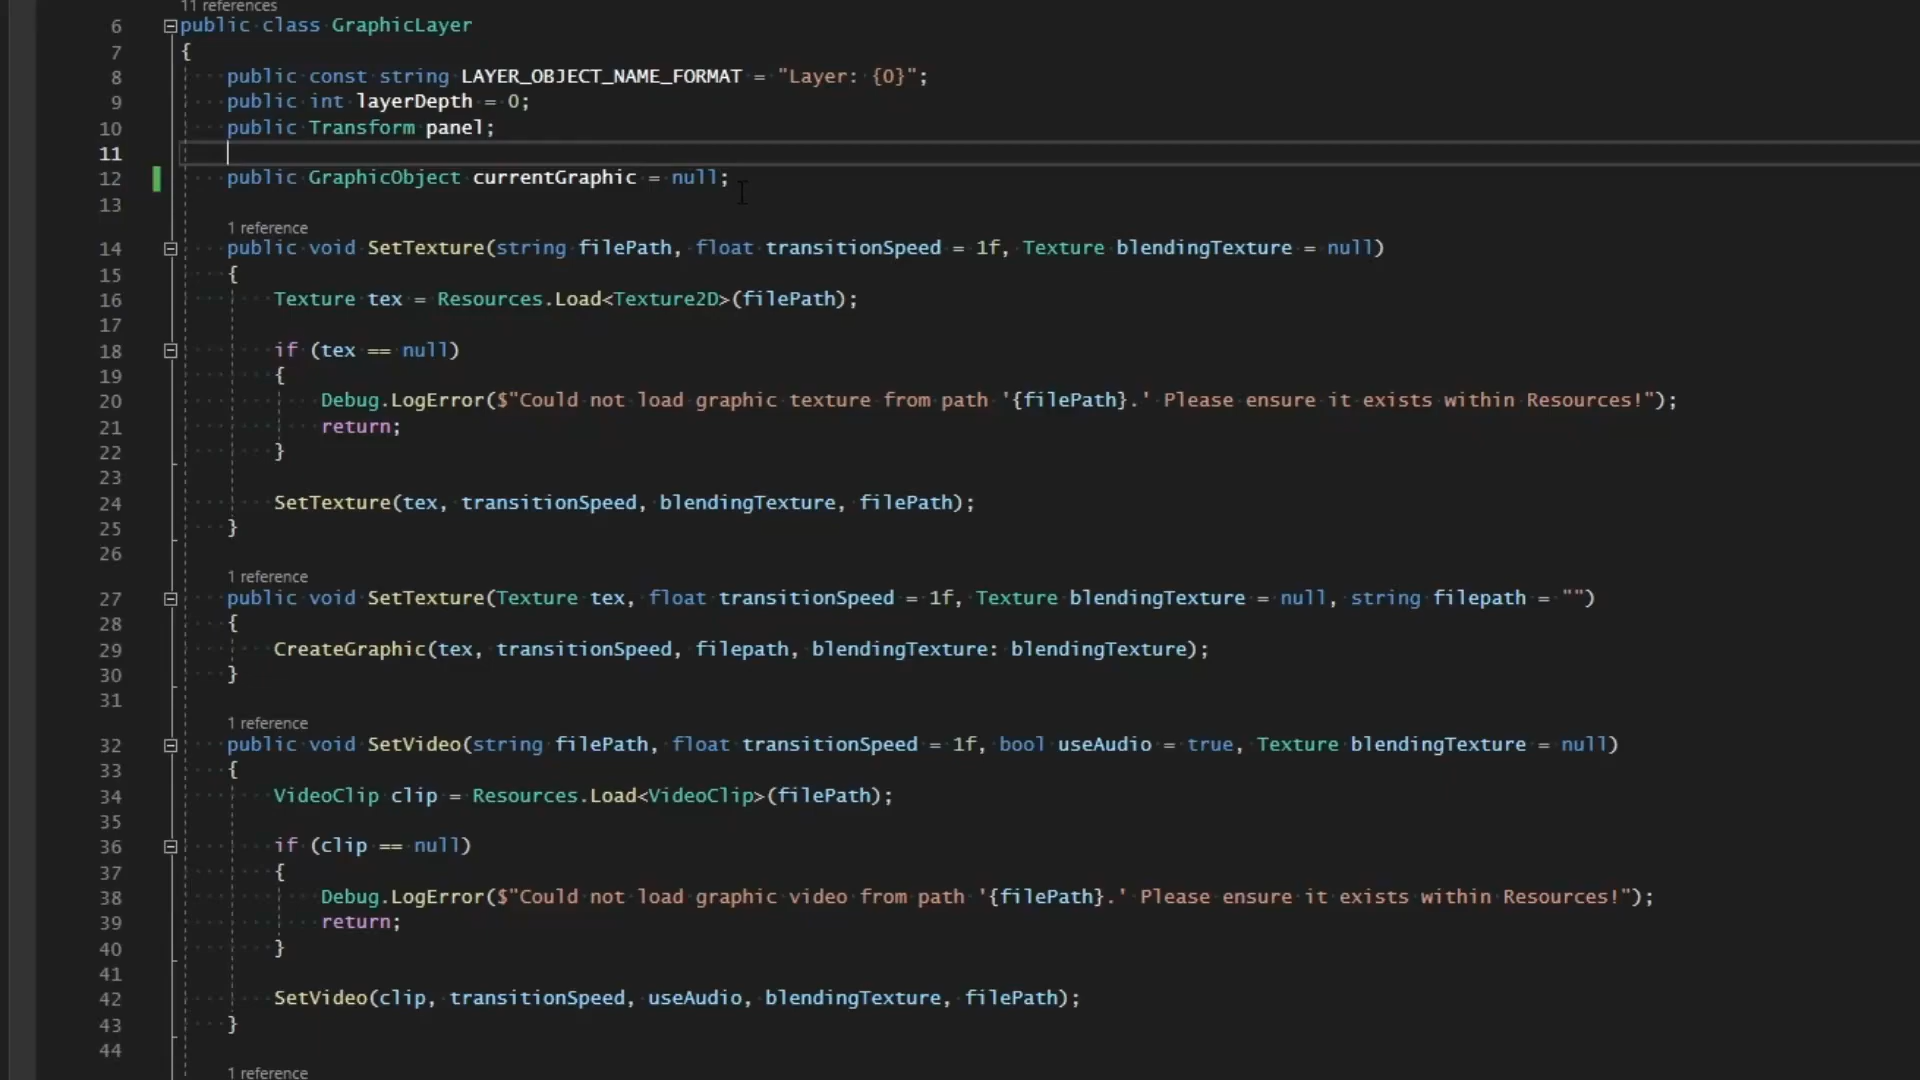 11 references
6 public class GraphicLayer
7 {
8 public const string LAYER_OBJECT_NAME_FORMAT = "Layer: {0}";
9 public int layerDepth = 0;
10 public Transform panel;
11
12 public GraphicObject currentGraphic = null;
13
1 reference
14 public void SetTexture(string filePath, float transitionSpeed = 1f, Texture blendingTexture = null)
15 {
16 Texture tex = Resources.Load<Texture2D>(filePath);
17
18 if (tex == null)
19 {
20 Debug.LogError($"Could not load graphic texture from path '{filePath}.' Please ensure it exists within Resources!");
21 return;
22 }
23
24 SetTexture(tex, transitionSpeed, blendingTexture, filePath);
25 }
26
1 reference
27 public void SetTexture(Texture tex, float transitionSpeed = 1f, Texture blendingTexture = null, string filepath = "")
28 {
29 CreateGraphic(tex, transitionSpeed, filepath, blendingTexture: blendingTexture);
30 }
31
1 reference
32 public void SetVideo(string filePath, float transitionSpeed = 1f, bool useAudio = true, Texture blendingTexture = null)
33 {
34 VideoClip clip = Resources.Load<VideoClip>(filePath);
35
36 if (clip == null)
37 {
38 Debug.LogError($"Could not load graphic video from path '{filePath}.' Please ensure it exists within Resources!");
39 return;
40 }
41
42 SetVideo(clip, transitionSpeed, useAudio, blendingTexture, filePath);
43 }
44
1 reference